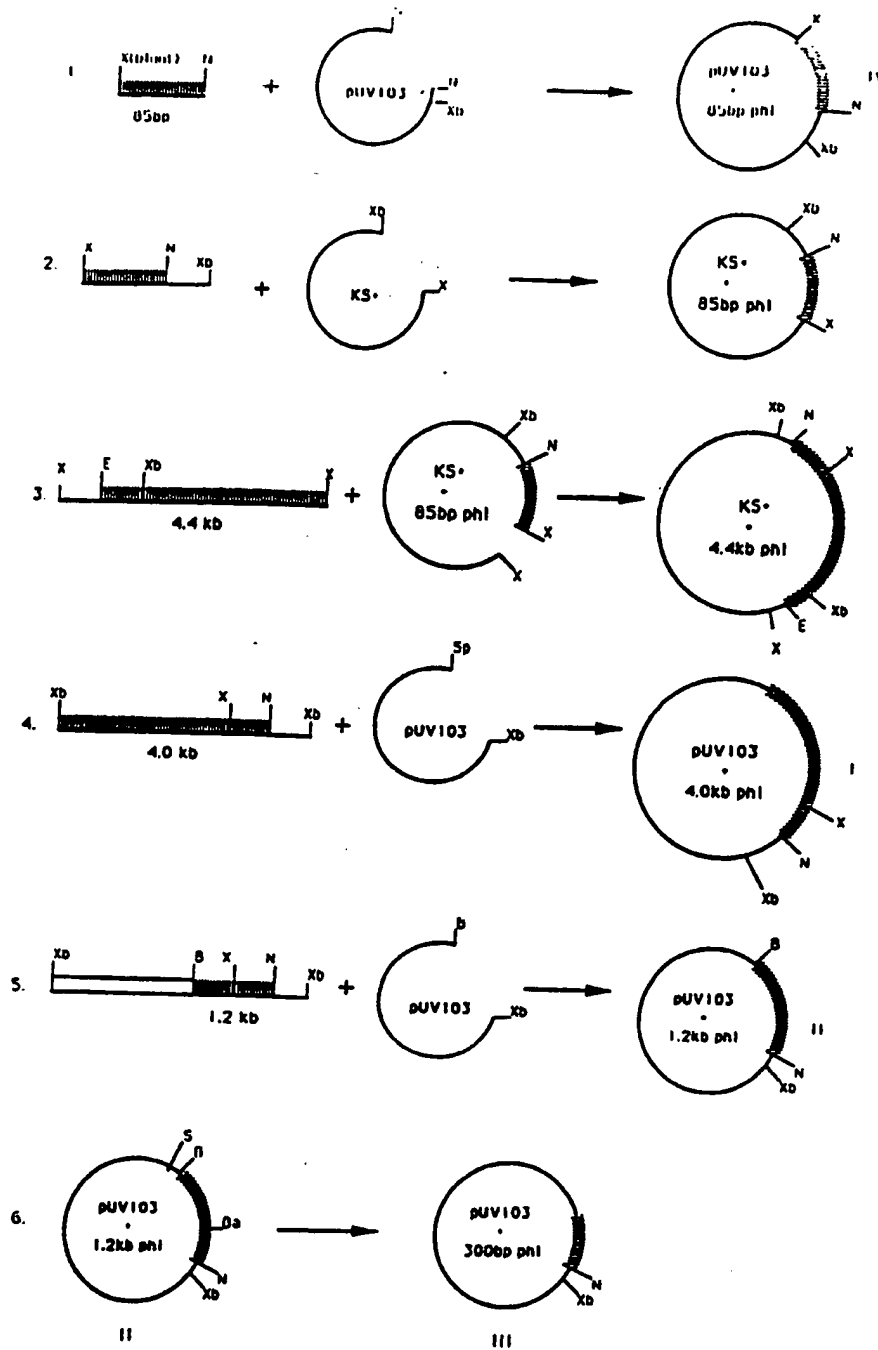 1
X(blunt) N
85bp
+
pUV103
N
Xb
X
pUV103
85bp phl
N
Xb
2.
X N Xb
+
Xb
KS+
X
Xb
N
KS+
85bp phl
X
3.
X E Xb X
4.4 kb
+
Xb
N
KS+
85bp phl
X
X
Xb N
X
KS+
4.4kb phl
Xb
E
X
4.
Xb X N Xb
4.0 kb
+
Sp
pUV103
Xb
pUV103
4.0kb phl
I
X
N
Xb
5.
Xb B X N Xb
1.2 kb
+
b
pUV103
Xb
B
pUV103
1.2kb phl
II
N
Xb
6.
S
pUV103
1.2kb phl
N
Xb
II
pUV103
300bp phl
N
Xb
III